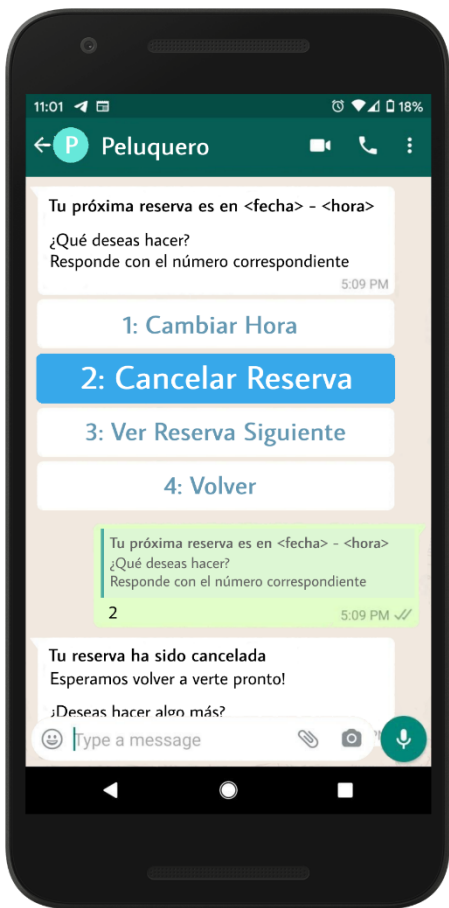 11:01 18%
P Peluquero
Tu próxima reserva es en <fecha> - <hora>
¿Qué deseas hacer?
Responde con el número correspondiente
5:09 PM
1: Cambiar Hora
2: Cancelar Reserva
3: Ver Reserva Siguiente
4: Volver
Tu próxima reserva es en <fecha> - <hora>
¿Qué deseas hacer?
Responde con el número correspondiente
2
5:09 PM
Tu reserva ha sido cancelada
Esperamos volver a verte pronto!
¿Deseas hacer algo más?
Type a message